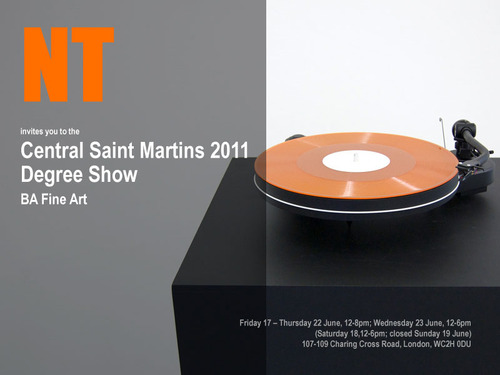 NT
invites you to the
Central Saint Martins 2011
Degree Show
BA Fine Art
Friday 17 – Thursday 22 June, 12-8pm; Wednesday 23 June, 12-6pm
(Saturday 18,12-6pm; closed Sunday 19 June)
107-109 Charing Cross Road, London, WC2H 0DU